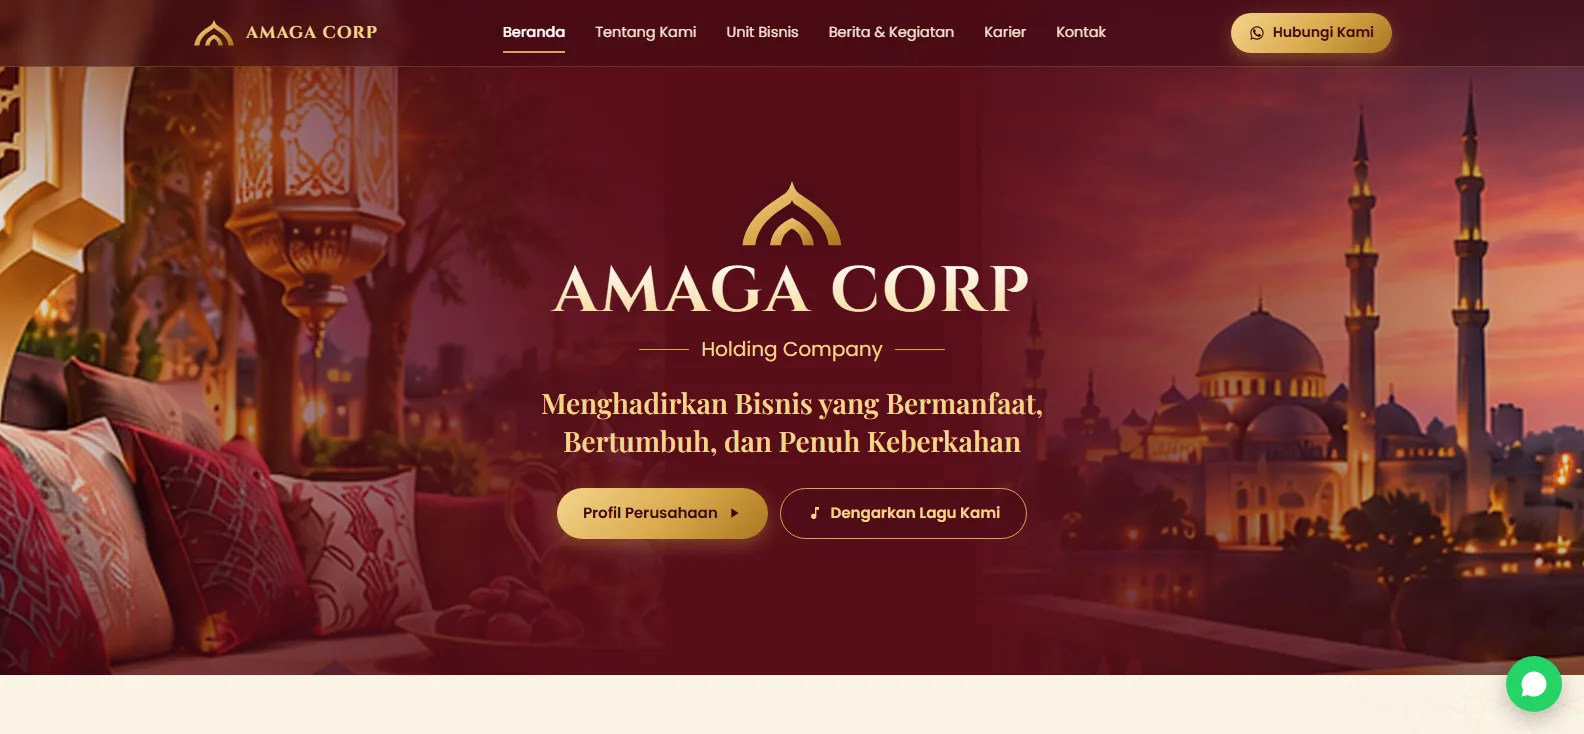 AMAGA CORP
Beranda
Tentang Kami
Unit Bisnis
Berita & Kegiatan
Karier
Kontak
Hubungi Kami
AMAGA CORP
Holding Company
Menghadirkan Bisnis yang Bermanfaat,
Bertumbuh, dan Penuh Keberkahan
Profil Perusahaan
Dengarkan Lagu Kami